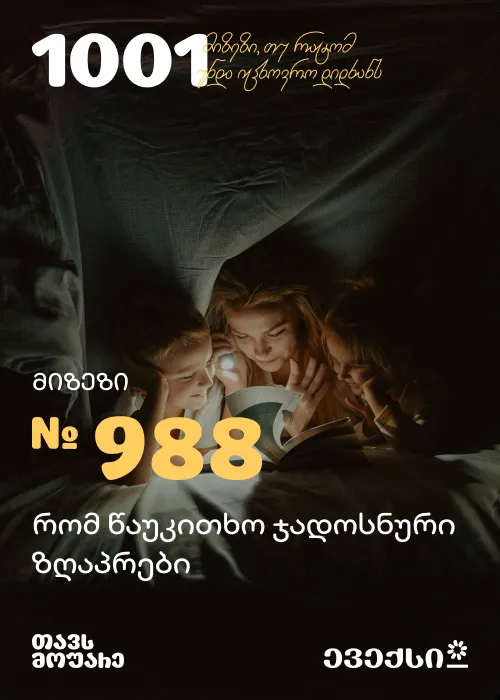 1001 მიზეზი, თუ რატომ
უნდა იცხოვრო დიდხანს
მიზეზი
№ 988
რომ წაუკითხო ჯადოსნური
ზღაპრები
თავს
მოუარე
ევექსი